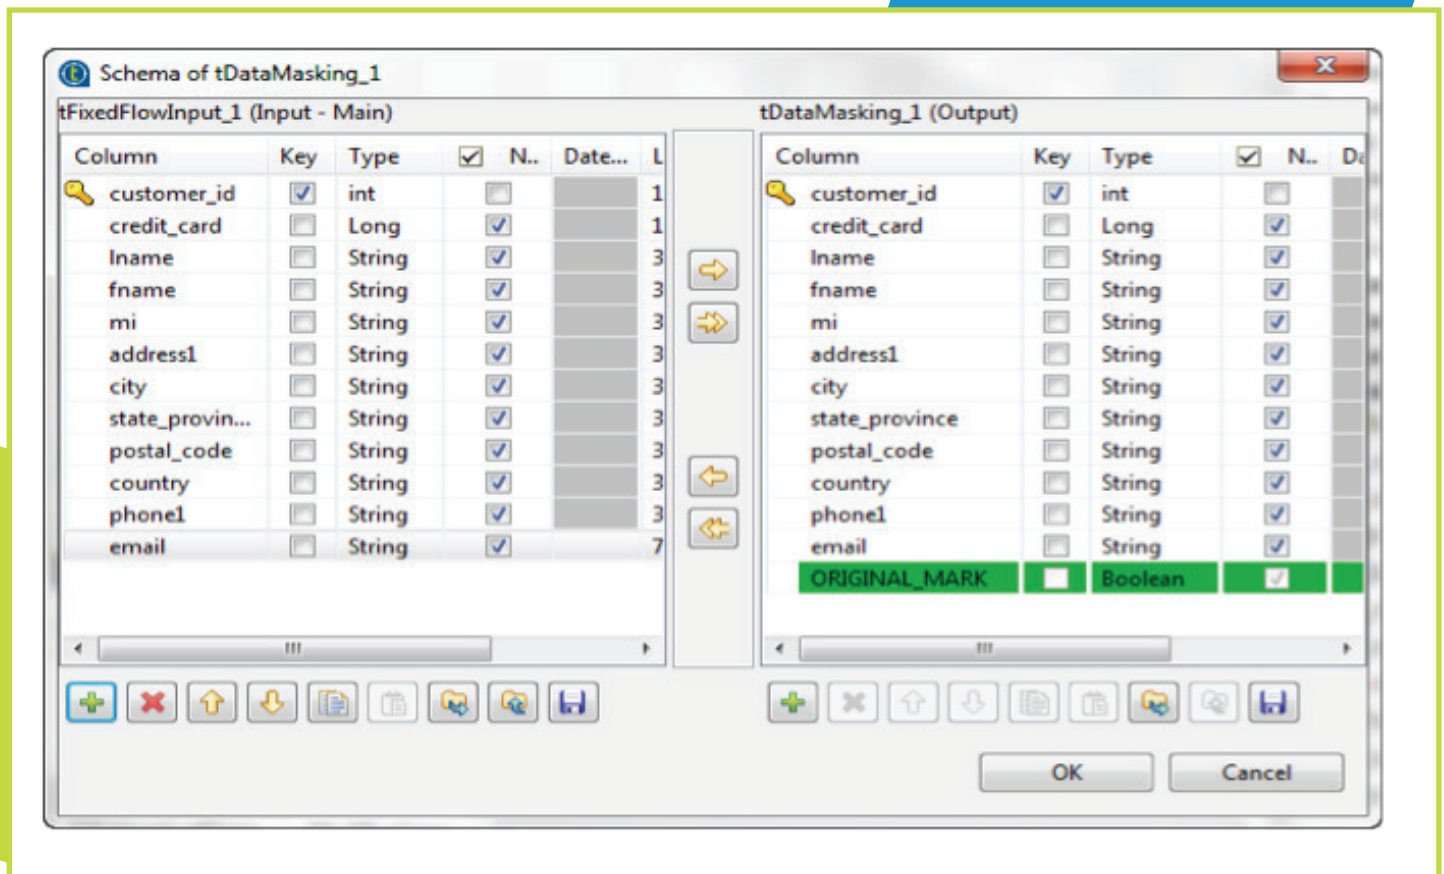 Schema of tDataMasking_1
tFixedFlowInput_1 (Input - Main)
Column Key Type N.. Date... L
customer_id int 1
credit_card Long 1
lname String 3
fname String 3
mi String 3
address1 String 3
city String 3
state_provin... String 3
postal_code String 3
country String 3
phone1 String 3
email String 7
tDataMasking_1 (Output)
Column Key Type N.. Da
customer_id int
credit_card Long
lname String
fname String
mi String
address1 String
city String
state_province String
postal_code String
country String
phone1 String
email String
ORIGINAL_MARK Boolean
OK Cancel